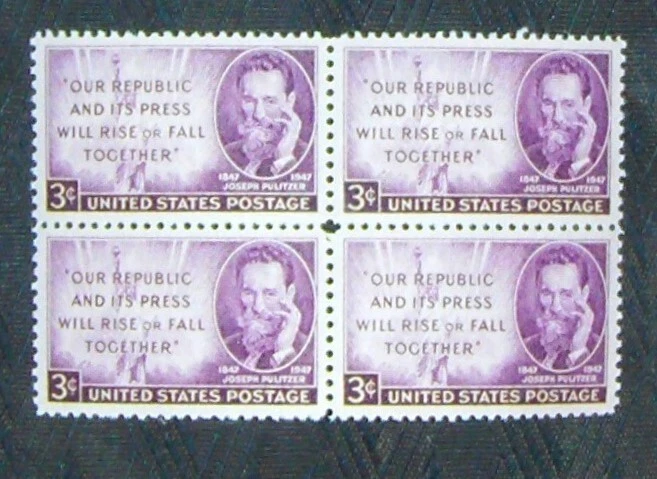 "OUR REPUBLIC
AND ITS PRESS
WILL RISE OR FALL
TOGETHER"
1847 1947
JOSEPH PULITZER
3¢ UNITED STATES POSTAGE
"OUR REPUBLIC
AND ITS PRESS
WILL RISE OR FALL
TOGETHER"
1847 1947
JOSEPH PULITZER
3¢ UNITED STATES POSTAGE
"OUR REPUBLIC
AND ITS PRESS
WILL RISE OR FALL
TOGETHER"
1847 1947
JOSEPH PULITZER
3¢ UNITED STATES POSTAGE
"OUR REPUBLIC
AND ITS PRESS
WILL RISE OR FALL
TOGETHER"
1847 1947
JOSEPH PULITZER
3¢ UNITED STATES POSTAGE